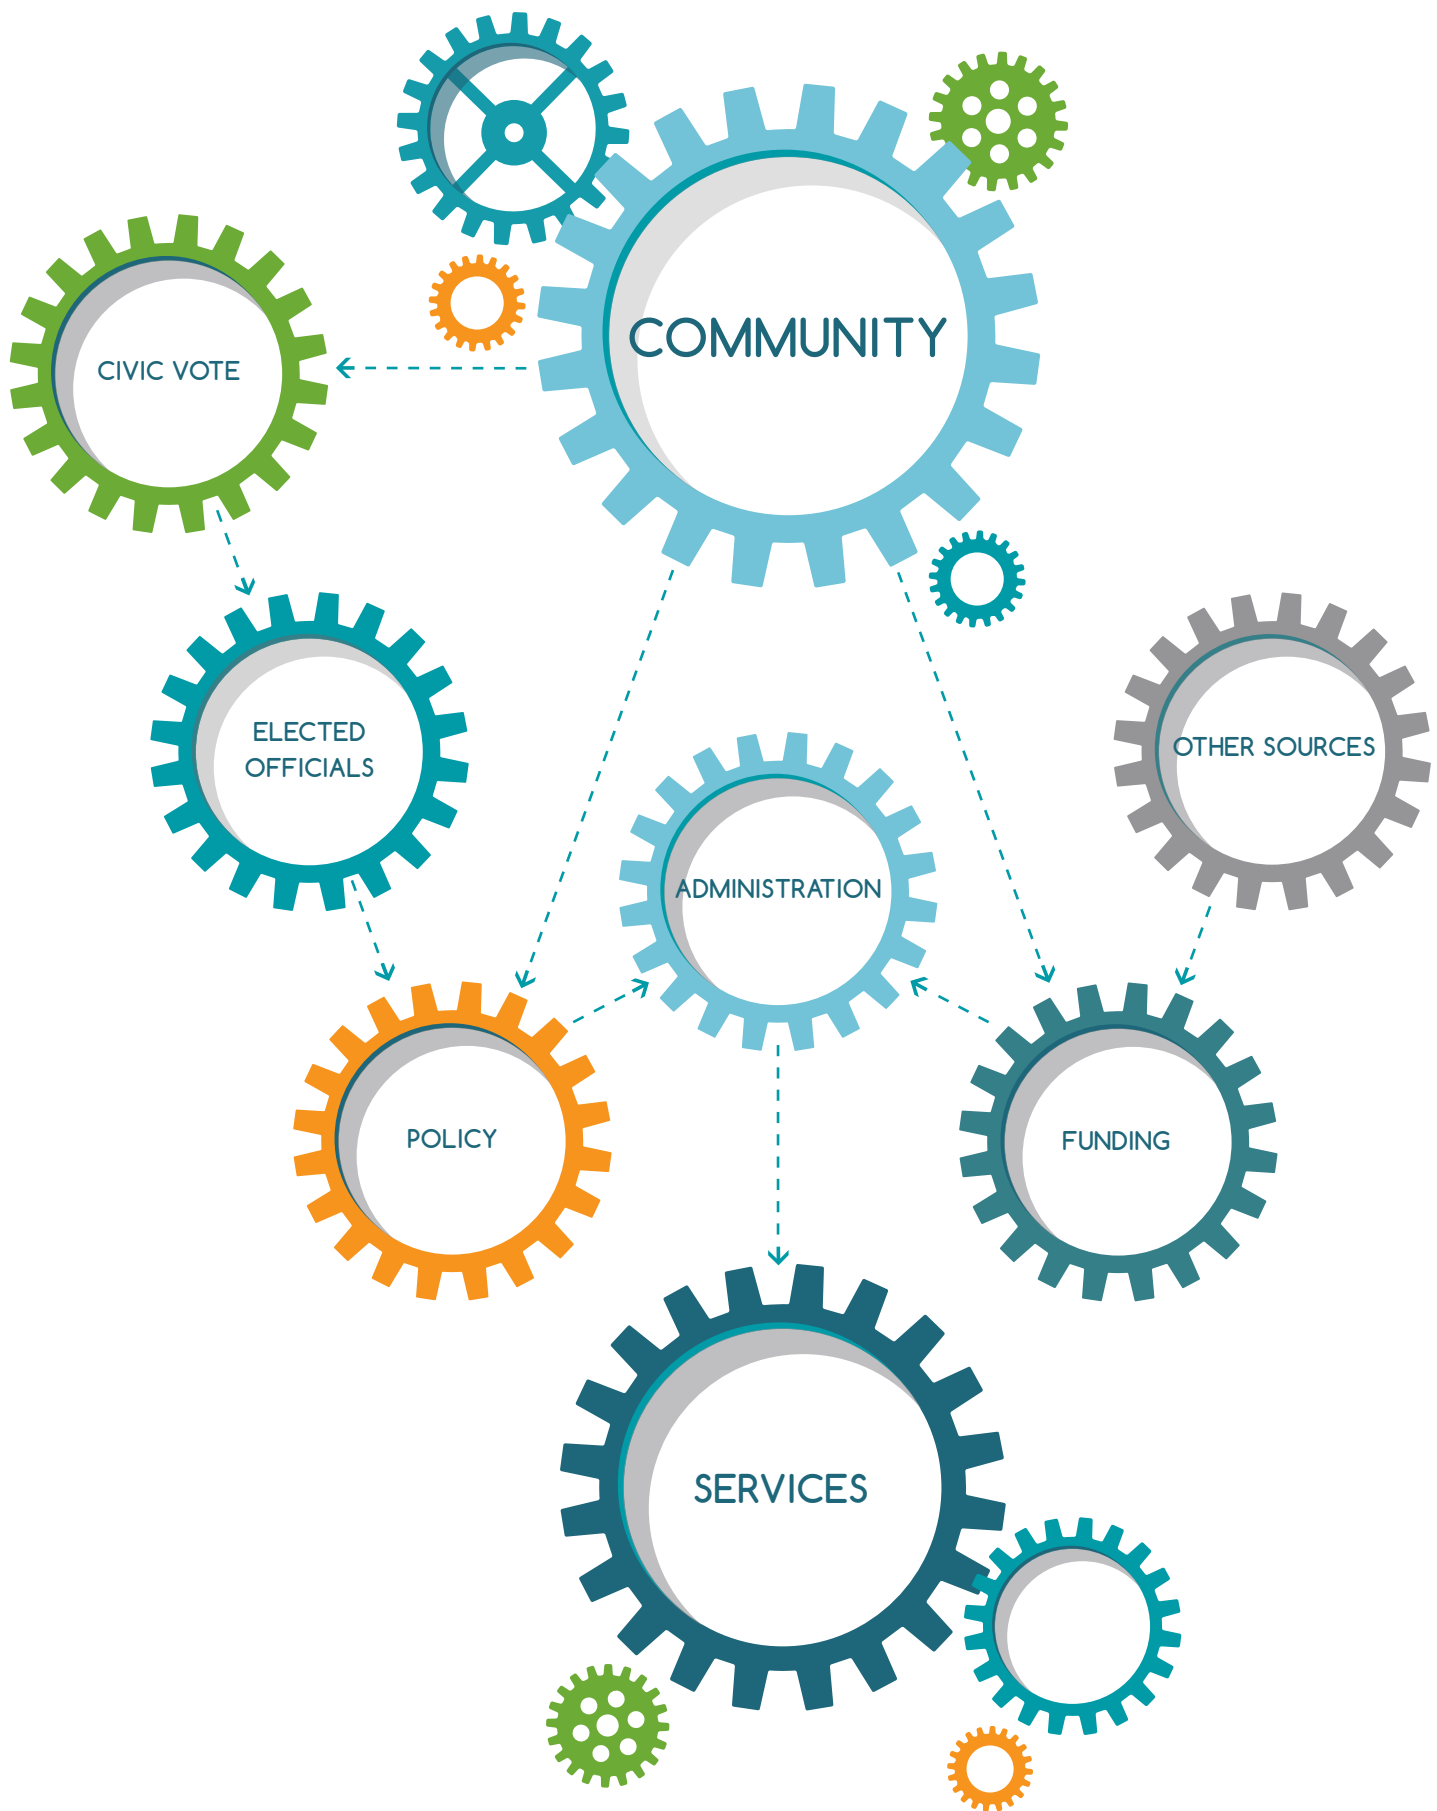 COMMUNITY
CIVIC VOTE
ELECTED
OFFICIALS
OTHER SOURCES
ADMINISTRATION
POLICY
FUNDING
SERVICES